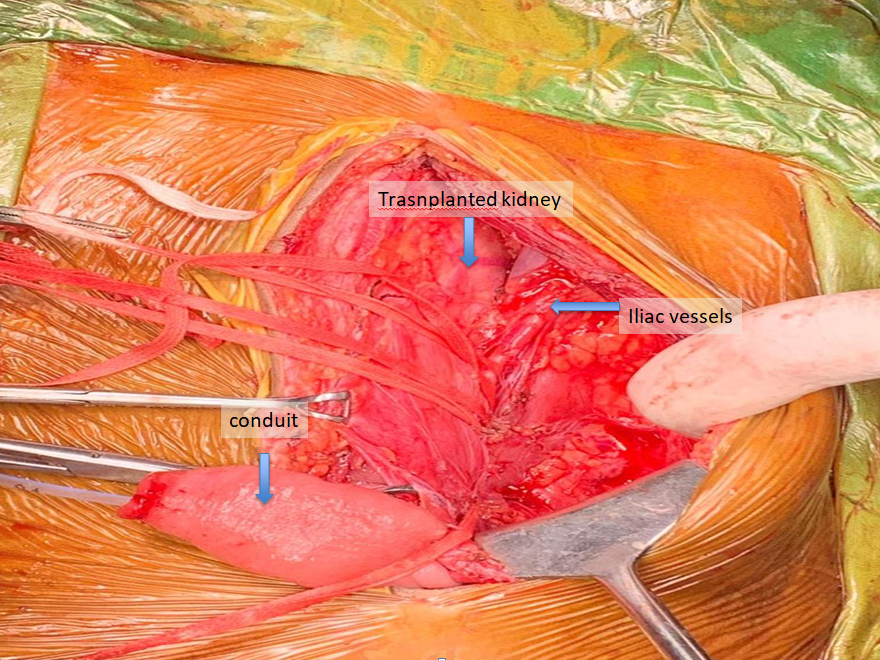 Trasnplanted kidney
Iliac vessels
conduit